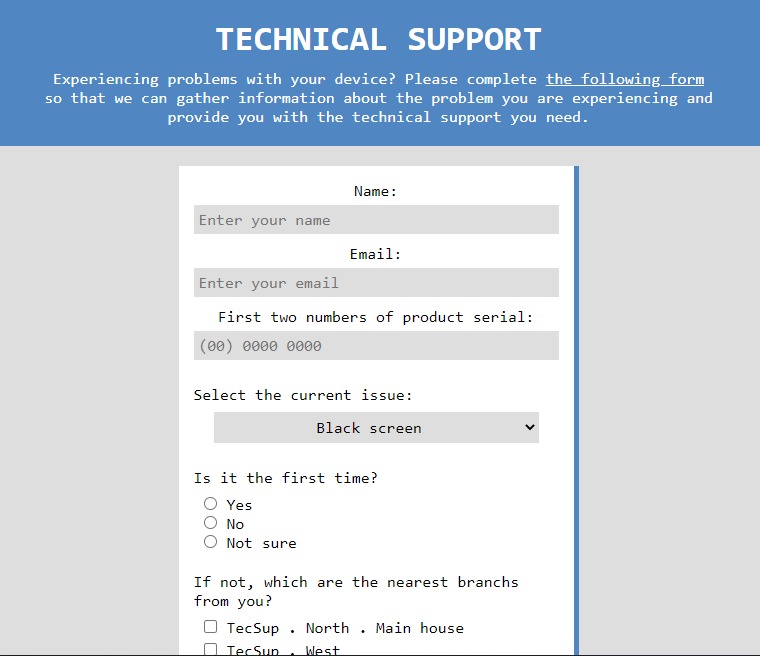 TECHNICAL SUPPORT
Experiencing problems with your device? Please complete the following form
so that we can gather information about the problem you are experiencing and
provide you with the technical support you need.
Name:
Enter your name
Email:
Enter your email
First two numbers of product serial:
(00) 0000 0000
Select the current issue:
Black screen
Is it the first time?
Yes
No
Not sure
If not, which are the nearest branchs
from you?
TecSup . North . Main house
TecSup . West